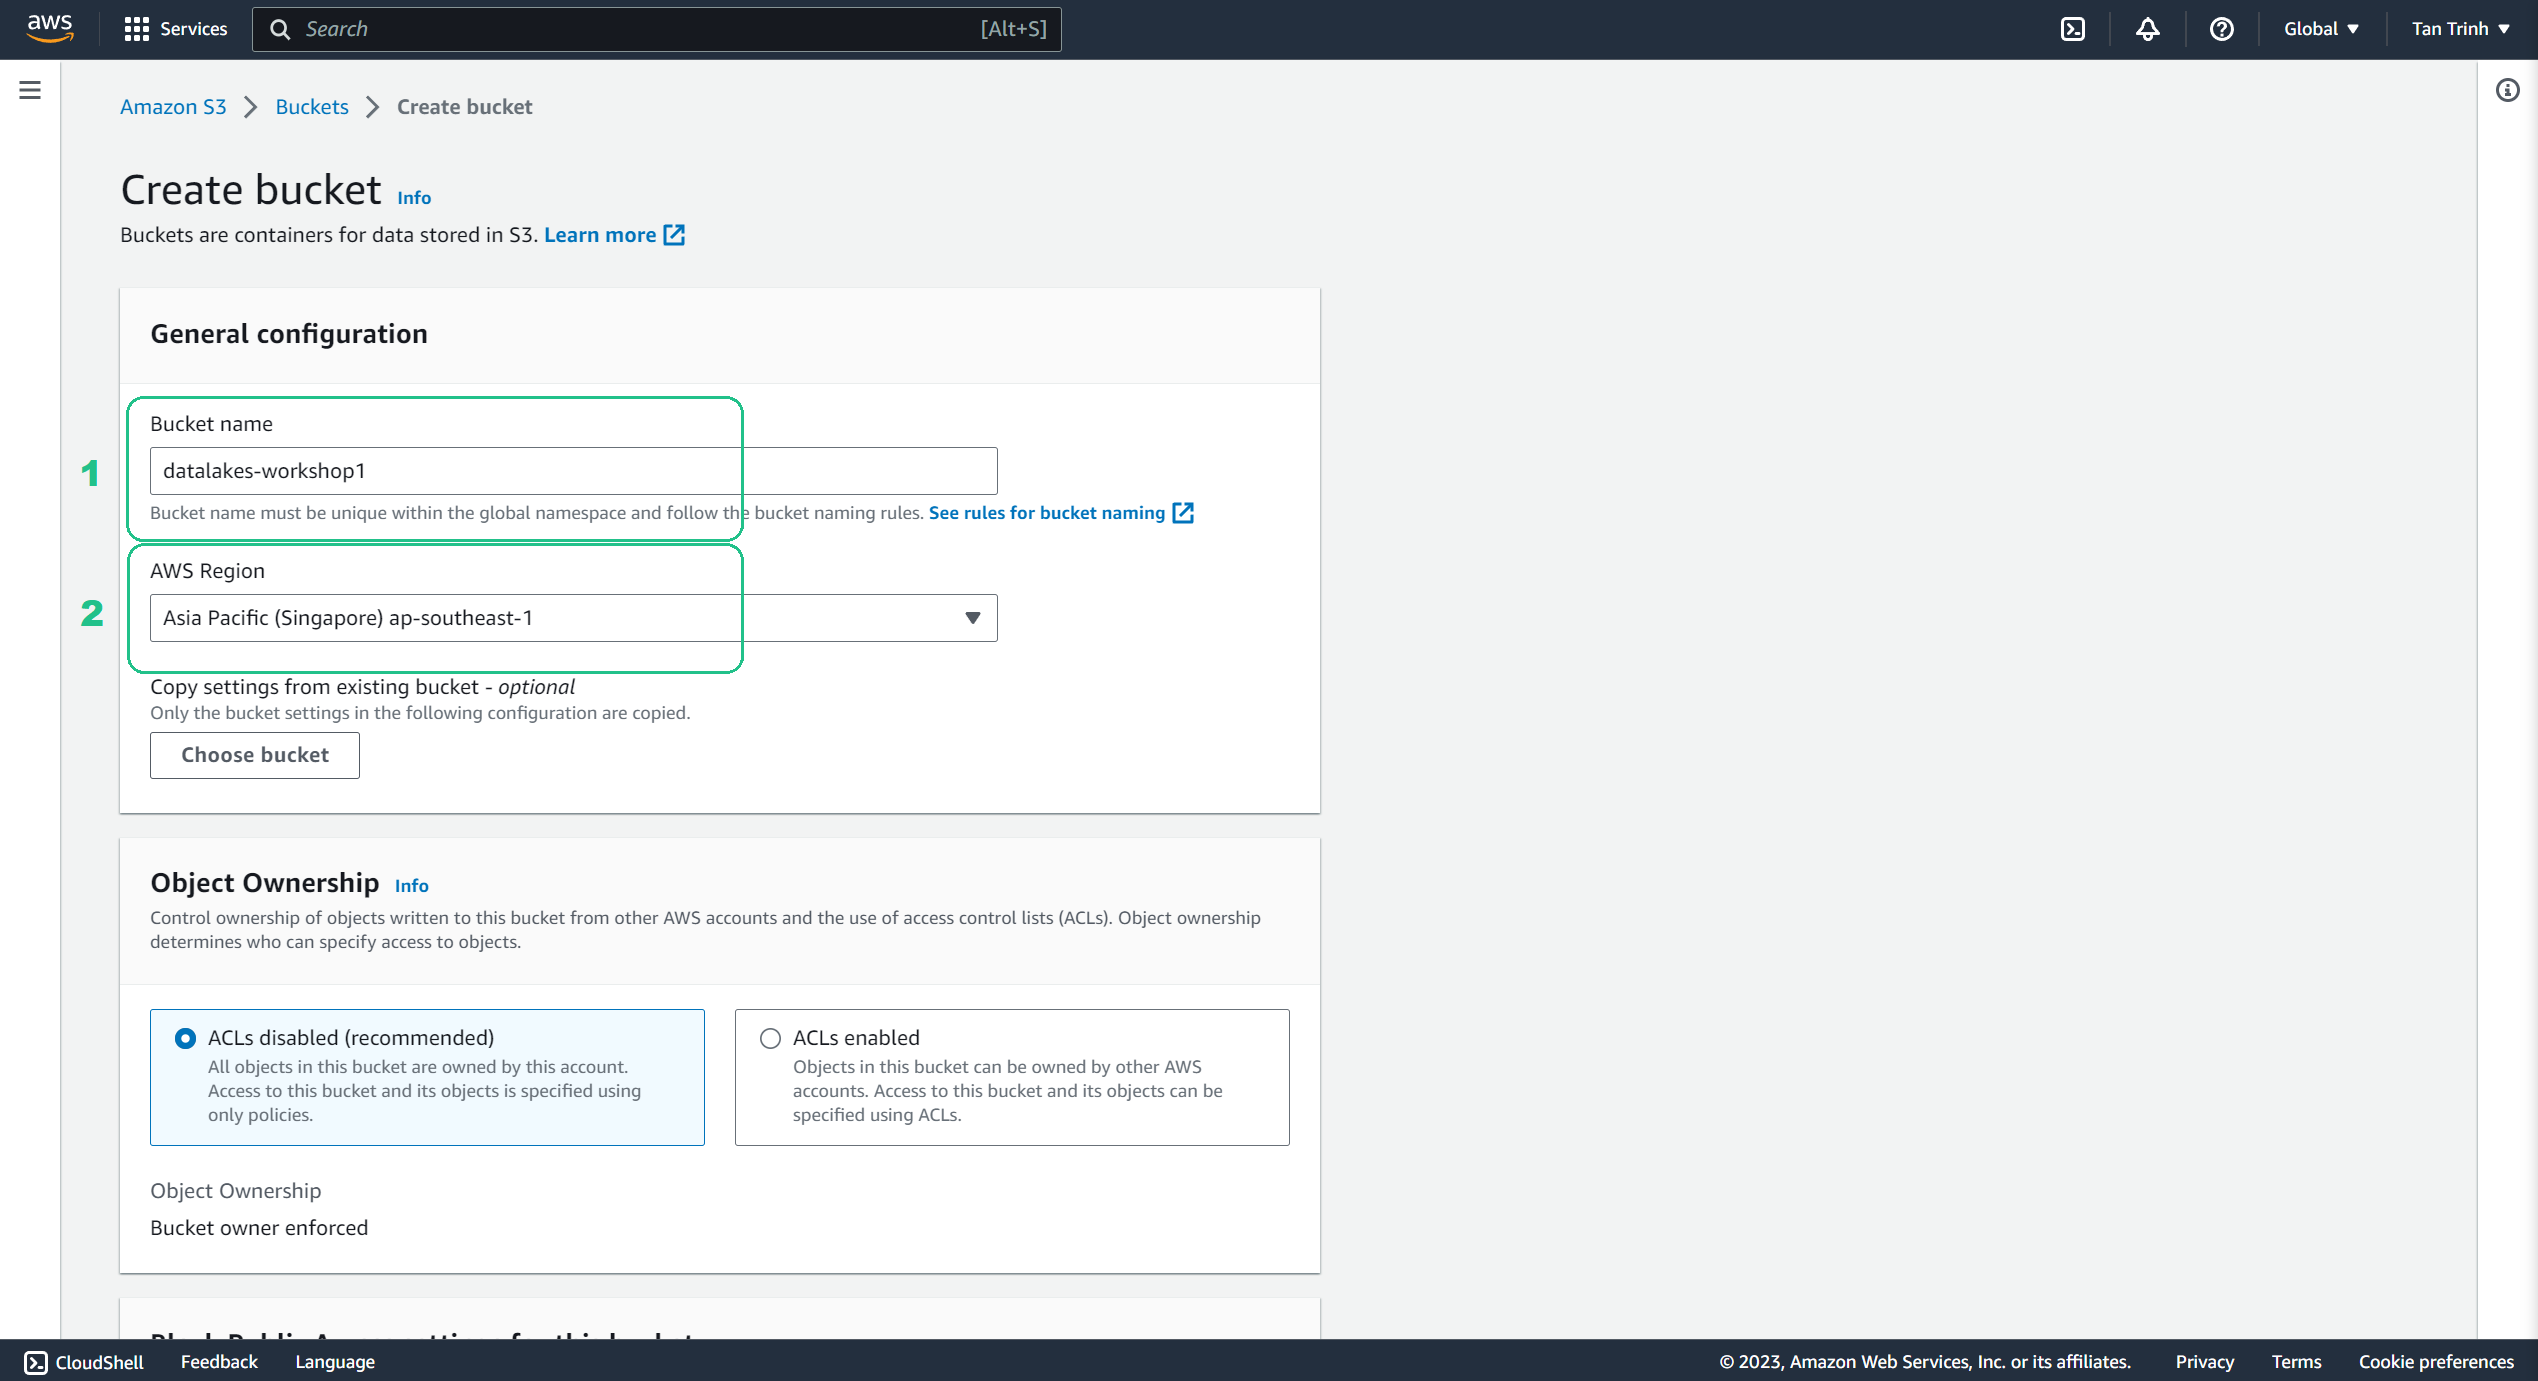 aws
Services
Search
[Alt+S]
Global
Tan Trinh
Amazon S3
Buckets
Create bucket
Create bucket Info
Buckets are containers for data stored in S3. Learn more
General configuration
1
Bucket name
datalakes-workshop1
Bucket name must be unique within the global namespace and follow the bucket naming rules. See rules for bucket naming
2
AWS Region
Asia Pacific (Singapore) ap-southeast-1
Copy settings from existing bucket - optional
Only the bucket settings in the following configuration are copied.
Choose bucket
Object Ownership Info
Control ownership of objects written to this bucket from other AWS accounts and the use of access control lists (ACLs). Object ownership
determines who can specify access to objects.
ACLs disabled (recommended)
All objects in this bucket are owned by this account.
Access to this bucket and its objects is specified using
only policies.
ACLs enabled
Objects in this bucket can be owned by other AWS
accounts. Access to this bucket and its objects can be
specified using ACLs.
Object Ownership
Bucket owner enforced
Block Public Access settings for this bucket
CloudShell
Feedback
Language
© 2023, Amazon Web Services, Inc. or its affiliates.
Privacy
Terms
Cookie preferences